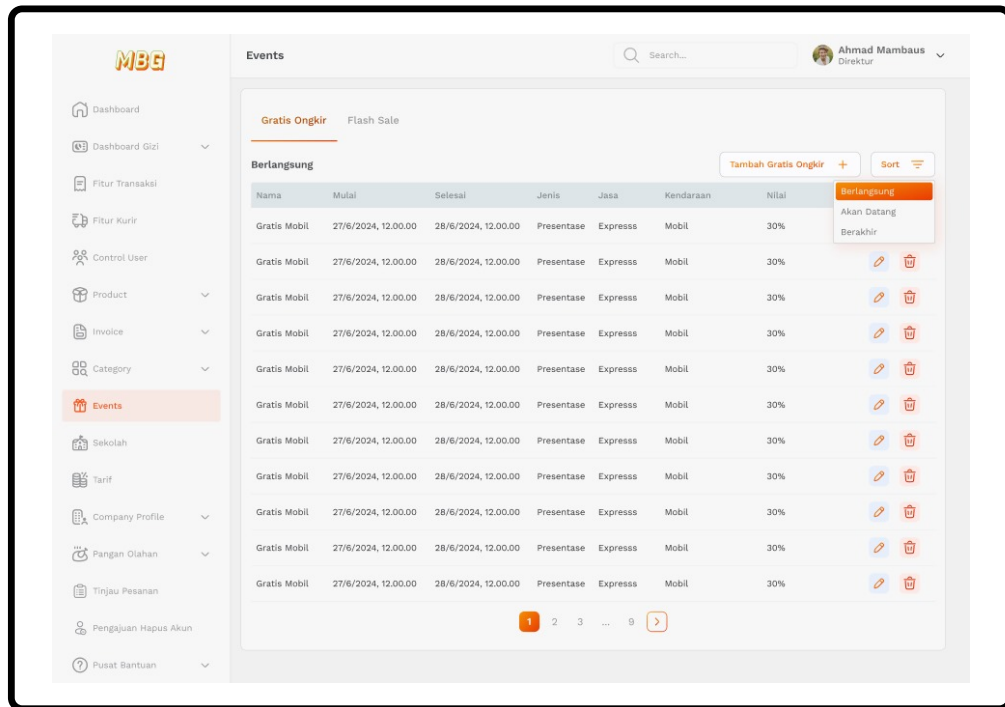 MBG
Events
Search...
Ahmad Mambaus
Direktur
Dashboard
Dashboard Gizi
Fitur Transaksi
Fitur Kurir
Control User
Product
Invoice
Category
Events
Sekolah
Tarif
Company Profile
Pangan Olahan
Tinjau Pesanan
Pengajuan Hapus Akun
Pusat Bantuan
Gratis Ongkir Flash Sale
Berlangsung
Tambah Gratis Ongkir +
Sort
Berlangsung
Akan Datang
Berakhir
Nama Mulai Selesai Jenis Jasa Kendaraan Nilai
Gratis Mobil 27/6/2024, 12.00.00 28/6/2024, 12.00.00 Presentase Expresss Mobil 30%
Gratis Mobil 27/6/2024, 12.00.00 28/6/2024, 12.00.00 Presentase Expresss Mobil 30%
Gratis Mobil 27/6/2024, 12.00.00 28/6/2024, 12.00.00 Presentase Expresss Mobil 30%
Gratis Mobil 27/6/2024, 12.00.00 28/6/2024, 12.00.00 Presentase Expresss Mobil 30%
Gratis Mobil 27/6/2024, 12.00.00 28/6/2024, 12.00.00 Presentase Expresss Mobil 30%
Gratis Mobil 27/6/2024, 12.00.00 28/6/2024, 12.00.00 Presentase Expresss Mobil 30%
Gratis Mobil 27/6/2024, 12.00.00 28/6/2024, 12.00.00 Presentase Expresss Mobil 30%
Gratis Mobil 27/6/2024, 12.00.00 28/6/2024, 12.00.00 Presentase Expresss Mobil 30%
Gratis Mobil 27/6/2024, 12.00.00 28/6/2024, 12.00.00 Presentase Expresss Mobil 30%
Gratis Mobil 27/6/2024, 12.00.00 28/6/2024, 12.00.00 Presentase Expresss Mobil 30%
Gratis Mobil 27/6/2024, 12.00.00 28/6/2024, 12.00.00 Presentase Expresss Mobil 30%
1 2 3 ... 9 >